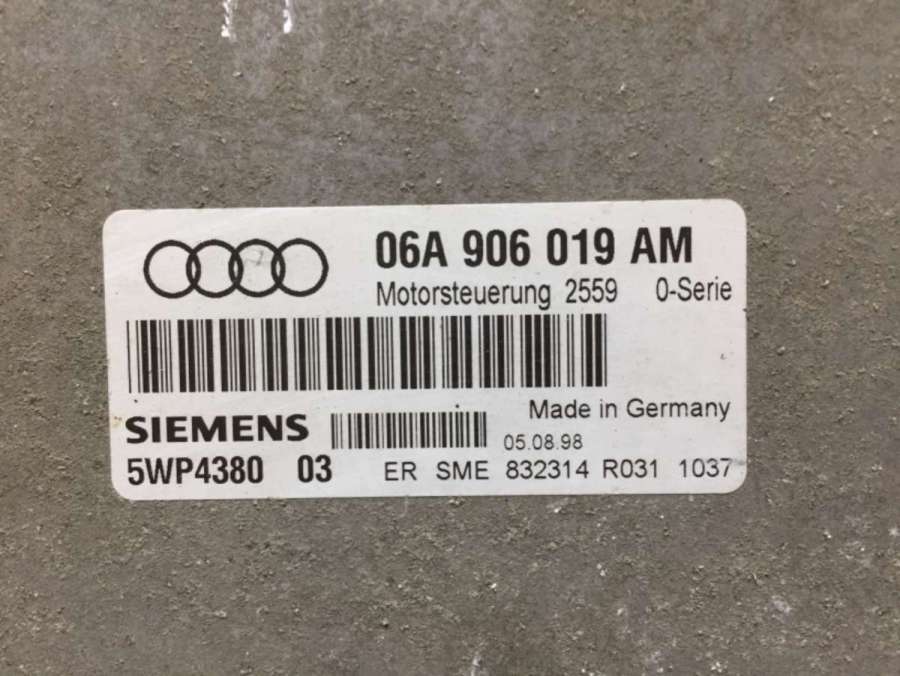 06A 906 019 AM
Motorsteuerung 2559 0-Serie
Made in Germany
SIEMENS
05.08.98
5WP4380 03 ER SME 832314 R031 1037